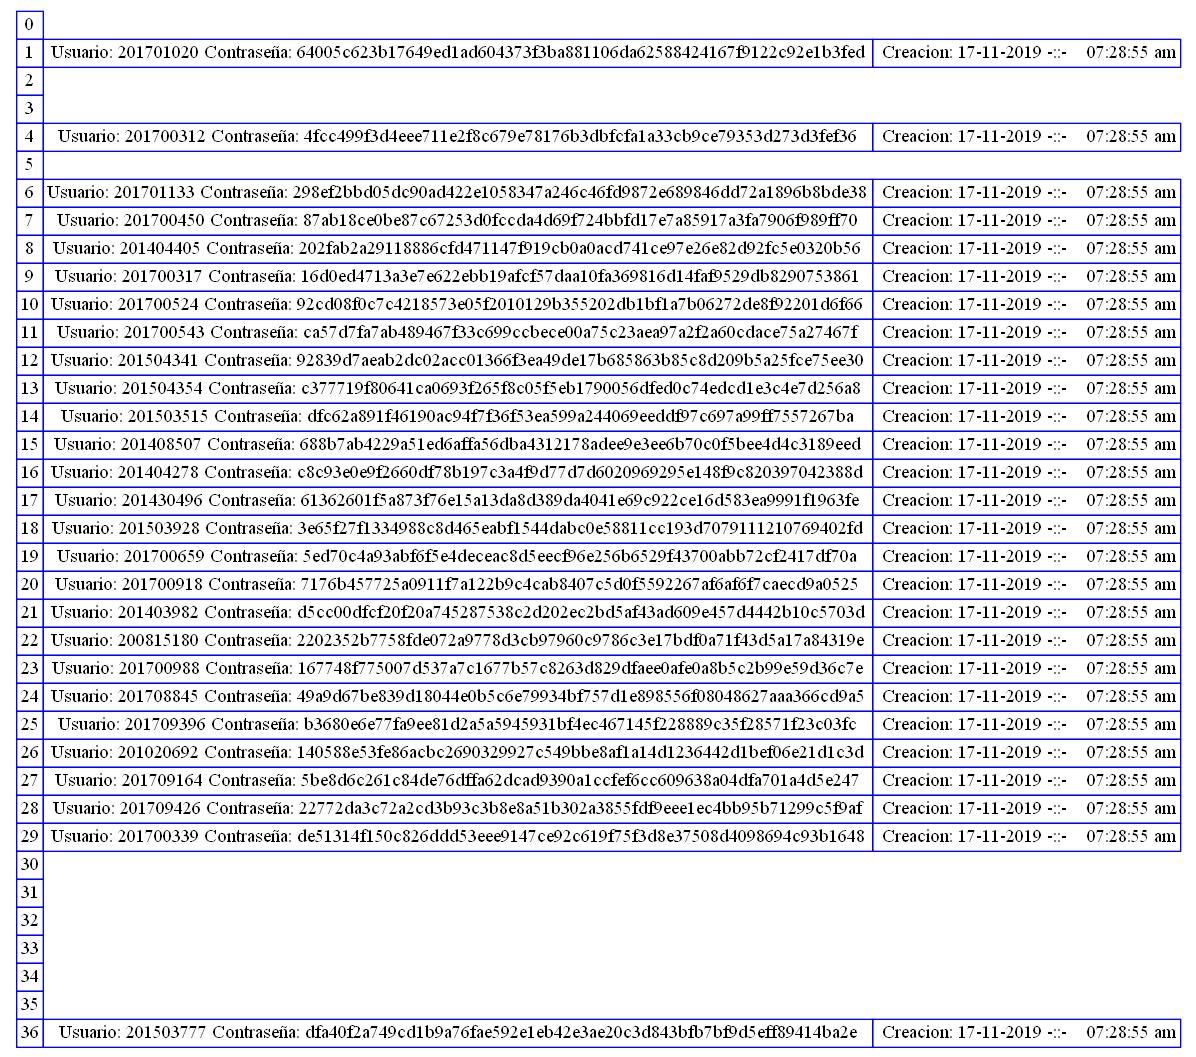 0
1 Usuario: 201701020 Contraseña: 64005c623b17649ed1ad604373f3ba881106da62588424167f9122c92e1b3fed Creacion: 17-11-2019 -::- 07:28:55 am
2
3
4 Usuario: 201700312 Contraseña: 4fcc499f3d4eee711e2f8c679e78176b3dbfcfa1a33cb9ce79353d273d3fef36 Creacion: 17-11-2019 -::- 07:28:55 am
5
6 Usuario: 201701133 Contraseña: 298ef2bbd05dc90ad422e1058347a246c46fd9872e689846dd72a1896b8bde38 Creacion: 17-11-2019 -::- 07:28:55 am
7 Usuario: 201700450 Contraseña: 87ab18ce0be87c67253d0fccda4d69f724bbfd17e7a85917a3fa7906f989ff70 Creacion: 17-11-2019 -::- 07:28:55 am
8 Usuario: 201404405 Contraseña: 202fab2a29118886cfd471147f919cb0a0acd741ce97e26e82d92fc5e0320b56 Creacion: 17-11-2019 -::- 07:28:55 am
9 Usuario: 201700317 Contraseña: 16d0ed4713a3e7e622ebb19afcf57daa10fa369816d14faf9529db8290753861 Creacion: 17-11-2019 -::- 07:28:55 am
10 Usuario: 201700524 Contraseña: 92cd08f0c7c4218573e05f2010129b355202db1bf1a7b06272de8f92201d6f66 Creacion: 17-11-2019 -::- 07:28:55 am
11 Usuario: 201700543 Contraseña: ca57d7fa7ab489467f33c699ccbece00a75c23aea97a2f2a60cdace75a27467f Creacion: 17-11-2019 -::- 07:28:55 am
12 Usuario: 201504341 Contraseña: 92839d7aeab2dc02acc01366f3ea49de17b685863b85c8d209b5a25fce75ee30 Creacion: 17-11-2019 -::- 07:28:55 am
13 Usuario: 201504354 Contraseña: c377719f80641ca0693f265f8c05f5eb1790056dfed0c74edcd1e3c4e7d256a8 Creacion: 17-11-2019 -::- 07:28:55 am
14 Usuario: 201503515 Contraseña: dfc62a891f46190ac94f7f36f53ea599a244069eeddf97c697a99ff7557267ba Creacion: 17-11-2019 -::- 07:28:55 am
15 Usuario: 201408507 Contraseña: 688b7ab4229a51ed6affa56dba4312178adee9e3ee6b70c0f5bee4d4c3189eed Creacion: 17-11-2019 -::- 07:28:55 am
16 Usuario: 201404278 Contraseña: c8c93e0e9f2660df78b197c3a4f9d77d7d6020969295e148f9c820397042388d Creacion: 17-11-2019 -::- 07:28:55 am
17 Usuario: 201430496 Contraseña: 61362601f5a873f76e15a13da8d389da4041e69c922ce16d583ea9991f1963fe Creacion: 17-11-2019 -::- 07:28:55 am
18 Usuario: 201503928 Contraseña: 3e65f27f1334988c8d465eabf1544dabc0e58811cc193d7079111210769402fd Creacion: 17-11-2019 -::- 07:28:55 am
19 Usuario: 201700659 Contraseña: 5ed70c4a93abf6f5e4deceac8d5eecf96e256b6529f43700abb72cf2417df70a Creacion: 17-11-2019 -::- 07:28:55 am
20 Usuario: 201700918 Contraseña: 7176b457725a0911f7a122b9c4cab8407c5d0f5592267af6af6f7caecd9a0525 Creacion: 17-11-2019 -::- 07:28:55 am
21 Usuario: 201403982 Contraseña: d5cc00dfcf20f20a745287538c2d202ec2bd5af43ad609e457d4442b10c5703d Creacion: 17-11-2019 -::- 07:28:55 am
22 Usuario: 200815180 Contraseña: 2202352b7758fde072a9778d3cb97960c9786c3e17bdf0a71f43d5a17a84319e Creacion: 17-11-2019 -::- 07:28:55 am
23 Usuario: 201700988 Contraseña: 167748f775007d537a7c1677b57c8263d829dfaee0afe0a8b5c2b99e59d36c7e Creacion: 17-11-2019 -::- 07:28:55 am
24 Usuario: 201708845 Contraseña: 49a9d67be839d18044e0b5c6e79934bf757d1e898556f08048627aaa366cd9a5 Creacion: 17-11-2019 -::- 07:28:55 am
25 Usuario: 201709396 Contraseña: b3680e6e77fa9ee81d2a5a5945931bf4ec467145f228889c35f28571f23c03fc Creacion: 17-11-2019 -::- 07:28:55 am
26 Usuario: 201020692 Contraseña: 140588e53fe86acbc2690329927c549bbe8af1a14d1236442d1bef06e21d1c3d Creacion: 17-11-2019 -::- 07:28:55 am
27 Usuario: 201709164 Contraseña: 5be8d6c261c84de76dffa62dcad9390a1ccfef6cc609638a04dfa701a4d5e247 Creacion: 17-11-2019 -::- 07:28:55 am
28 Usuario: 201709426 Contraseña: 22772da3c72a2cd3b93c3b8e8a51b302a3855fdf9eee1ec4bb95b71299c5f9af Creacion: 17-11-2019 -::- 07:28:55 am
29 Usuario: 201700339 Contraseña: de51314f150c826ddd53eee9147ce92c619f75f3d8e37508d4098694c93b1648 Creacion: 17-11-2019 -::- 07:28:55 am
30
31
32
33
34
35
36 Usuario: 201503777 Contraseña: dfa40f2a749cd1b9a76fae592e1eb42e3ae20c3d843bfb7bf9d5eff89414ba2e Creacion: 17-11-2019 -::- 07:28:55 am